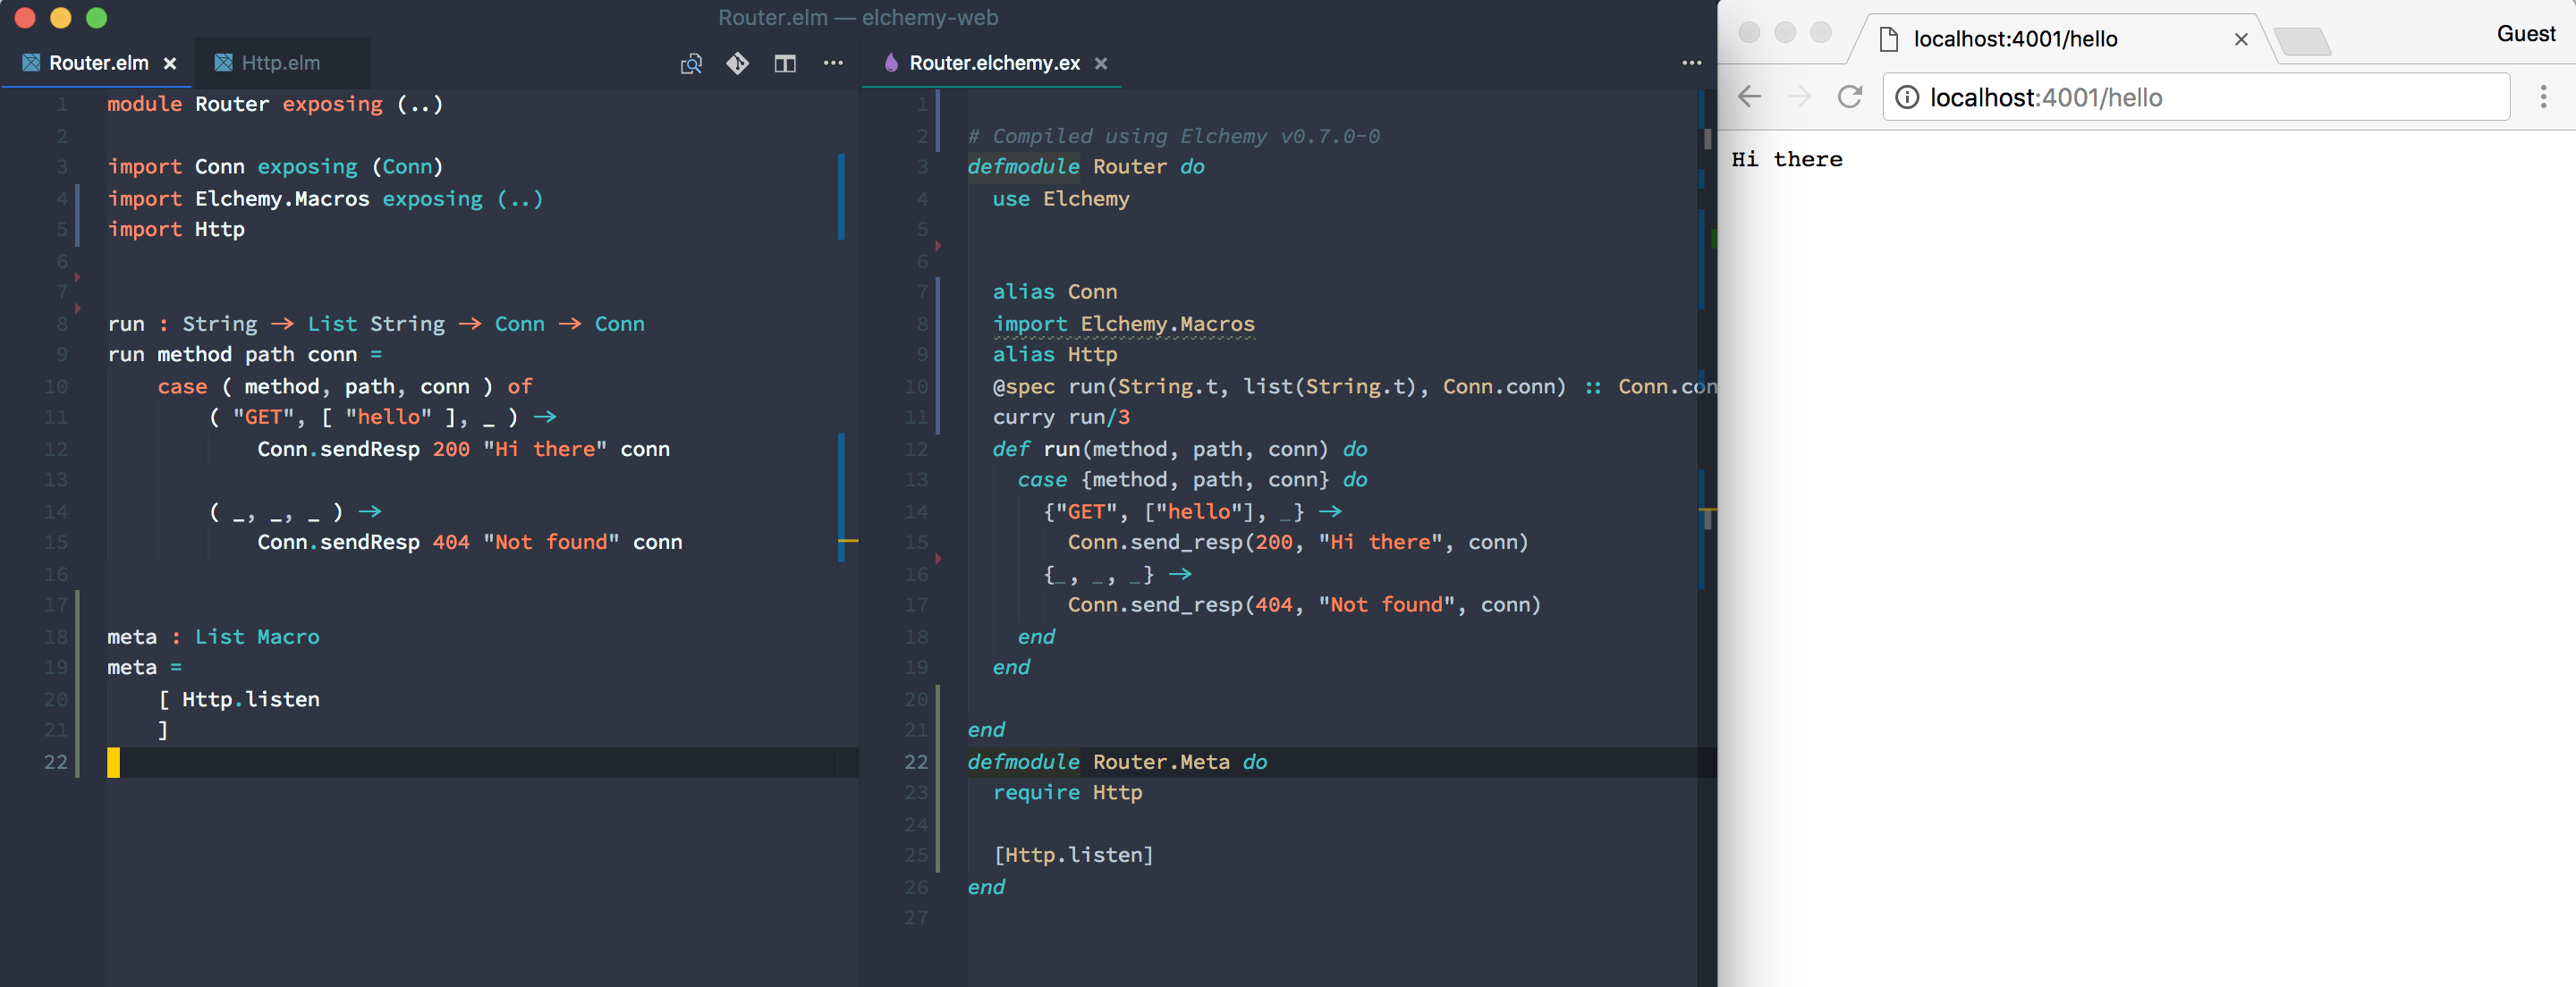 Router.elm — elchemy-web
Router.elm ×
Http.elm
1 module Router exposing (..)
2
3 import Conn exposing (Conn)
4 import Elchemy.Macros exposing (..)
5 import Http
6
7
8 run : String → List String → Conn → Conn
9 run method path conn =
10 case ( method, path, conn ) of
11 ( "GET", [ "hello" ], _ ) →
12 Conn.sendResp 200 "Hi there" conn
13
14 ( _, _, _ ) →
15 Conn.sendResp 404 "Not found" conn
16
17
18 meta : List Macro
19 meta =
20 [ Http.listen
21 ]
22
Router.elchemy.ex ×
1
2 # Compiled using Elchemy v0.7.0-0
3 defmodule Router do
4 use Elchemy
5
6
7 alias Conn
8 import Elchemy.Macros
9 alias Http
10 @spec run(String.t, list(String.t), Conn.conn) :: Conn.con
11 curry run/3
12 def run(method, path, conn) do
13 case {method, path, conn} do
14 {"GET", ["hello"], _} →
15 Conn.send_resp(200, "Hi there", conn)
16 {_, _, _} →
17 Conn.send_resp(404, "Not found", conn)
18 end
19 end
20
21 end
22 defmodule Router.Meta do
23 require Http
24
25 [Http.listen]
26 end
27
localhost:4001/hello ×
Guest
localhost:4001/hello
Hi there